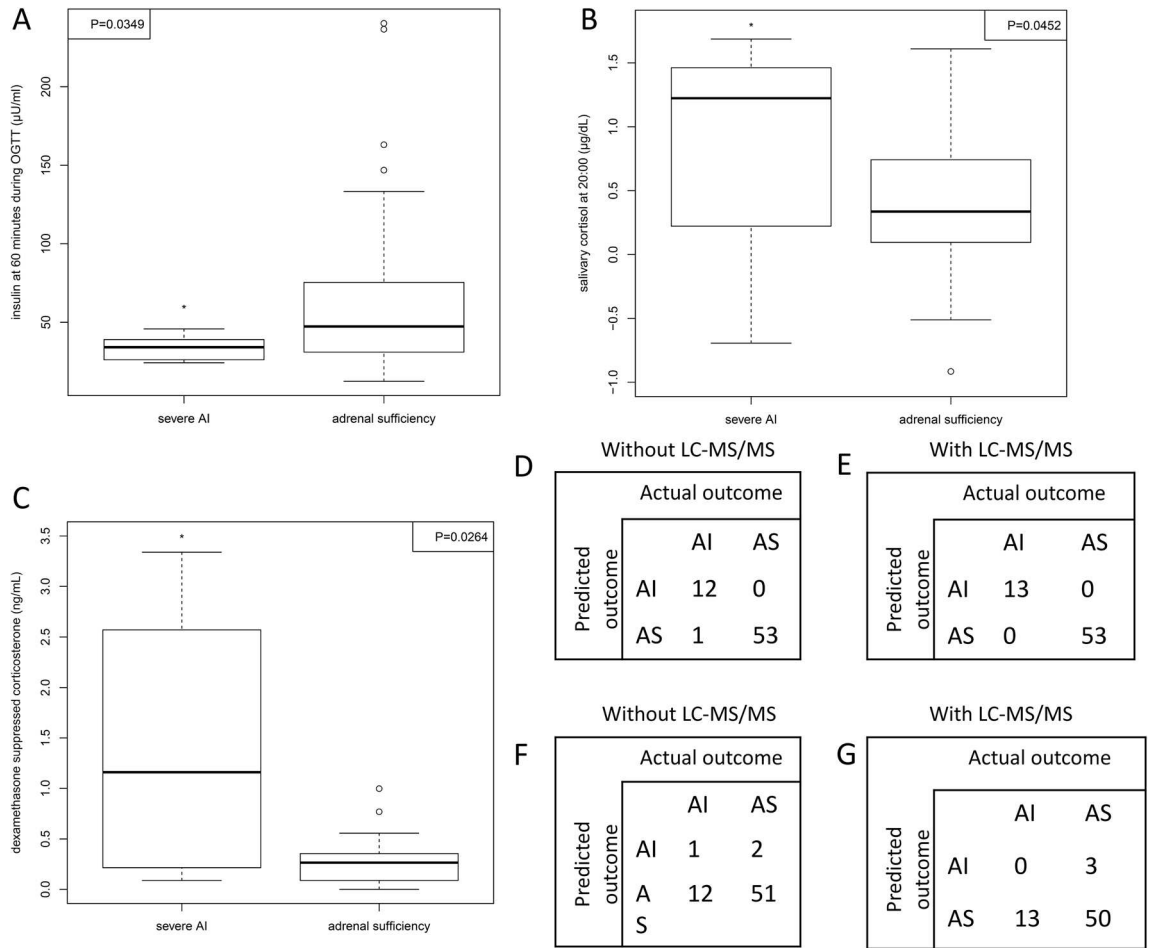 A
P=0.0349
insulin at 60 minutes during OGTT (µU/ml)
200
150
100
50
*
severe AI
adrenal sufficiency
B
P=0.0452
salivary cortisol at 20:00 (µg/dL)
1.5
1.0
0.5
0.0
−0.5
−1.0
*
severe AI
adrenal sufficiency
C
P=0.0264
dexamethasone suppressed corticosterone (ng/mL)
3.5
3.0
2.5
2.0
1.5
1.0
0.5
0.0
*
severe AI
adrenal sufficiency
Without LC-MS/MS
D
Actual outcome
Predicted
outcome
AI AS
AI 12 0
AS 1 53
With LC-MS/MS
E
Actual outcome
Predicted
outcome
AI AS
AI 13 0
AS 0 53
Without LC-MS/MS
F
Actual outcome
Predicted
outcome
AI AS
AI 1 2
A 12 51
S
With LC-MS/MS
G
Actual outcome
Predicted
outcome
AI AS
AI 0 3
AS 13 50